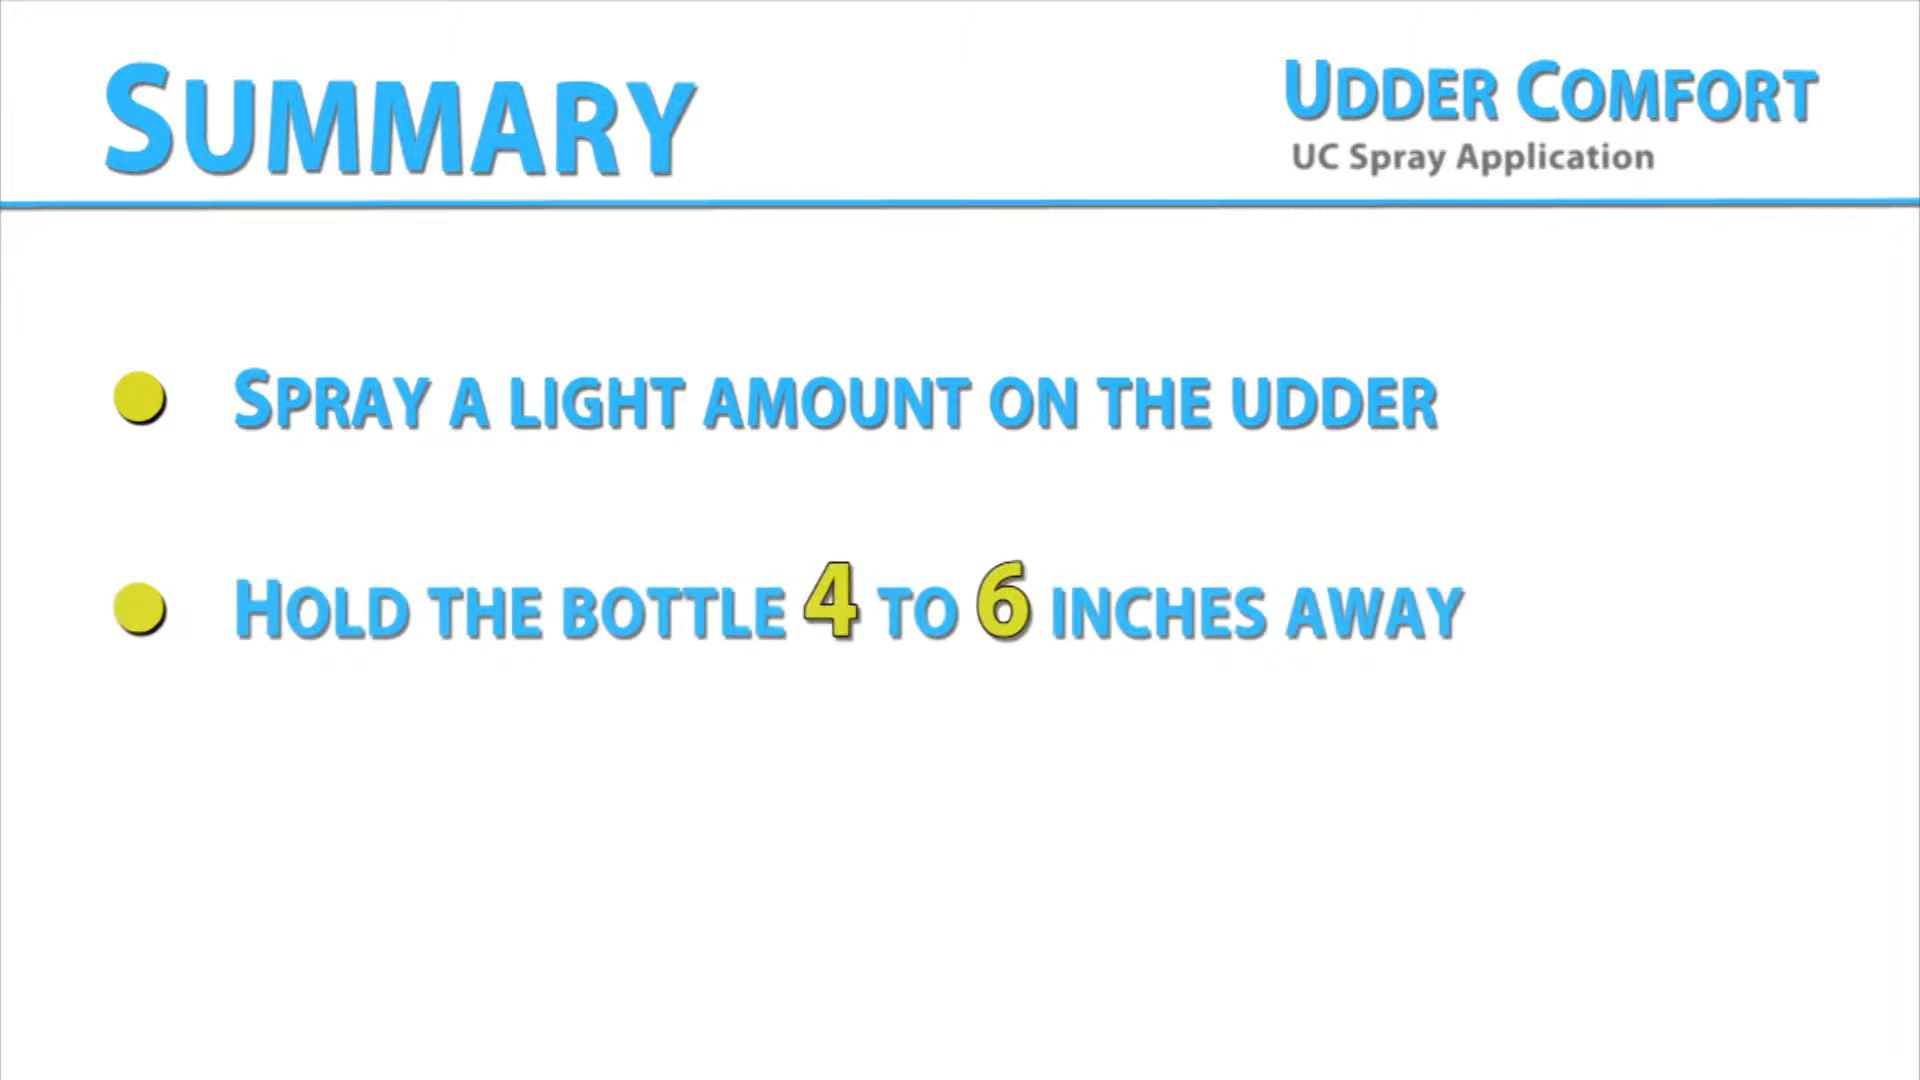 SUMMARY
UDDER COMFORT
UC Spray Application
SPRAY A LIGHT AMOUNT ON THE UDDER
HOLD THE BOTTLE 4 TO 6 INCHES AWAY